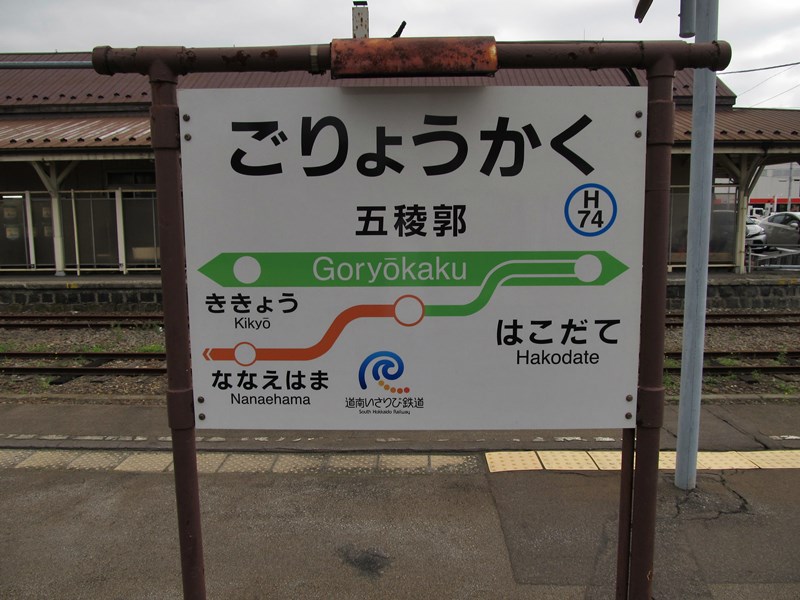 ごりょうかく
五稜郭
H
74
Goryōkaku
ききょう
Kikyō
はこだて
Hakodate
ななえはま
Nanaehama
道南いさりび鉄道
South Hokkaido Railway